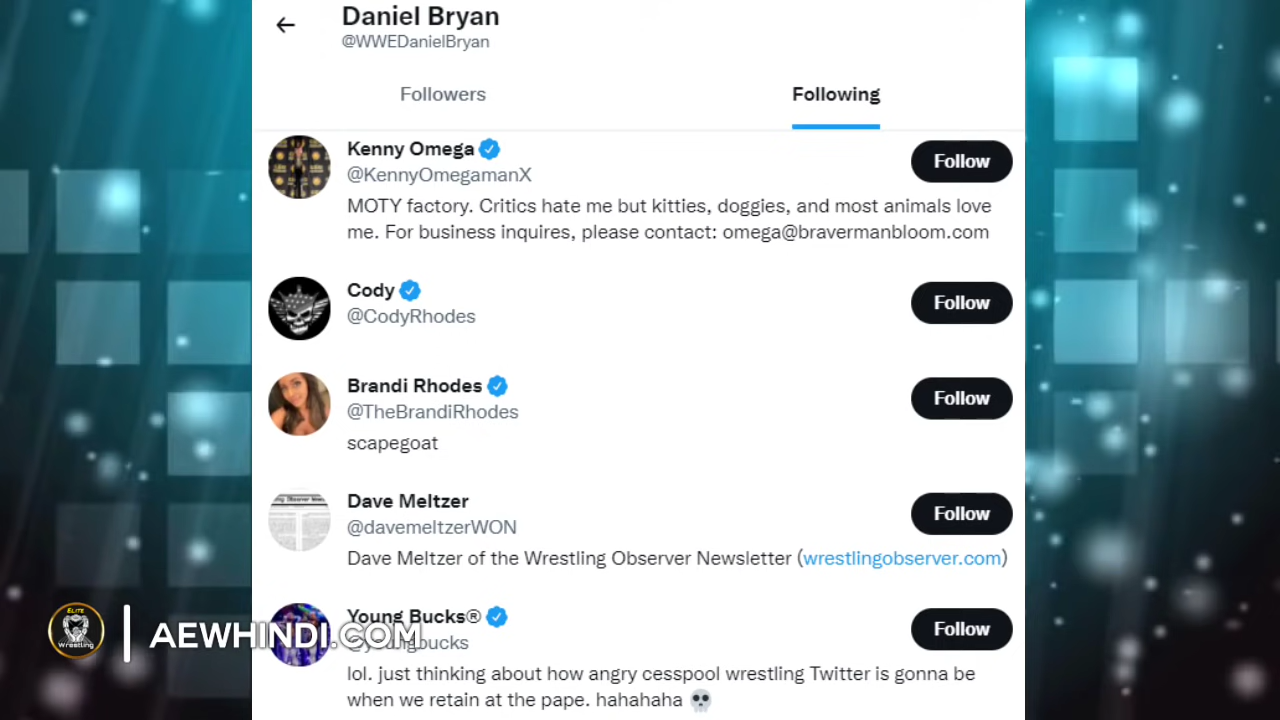 Daniel Bryan
@WWEDanielBryan
Followers
Following
Kenny Omega
@KennyOmegamanX
Follow
MOTY factory. Critics hate me but kitties, doggies, and most animals love
me. For business inquires, please contact: omega@bravermanbloom.com
Cody
@CodyRhodes
Follow
Brandi Rhodes
@TheBrandiRhodes
Follow
scapegoat
Dave Meltzer
@davemeltzerWON
Follow
Dave Meltzer of the Wrestling Observer Newsletter (wrestlingobserver.com)
Young Bucks®
Follow
lol. just thinking about how angry cesspool wrestling Twitter is gonna be
when we retain at the pape. hahahaha 💀
ELITE
Wrestling
AEWHINDI.COM